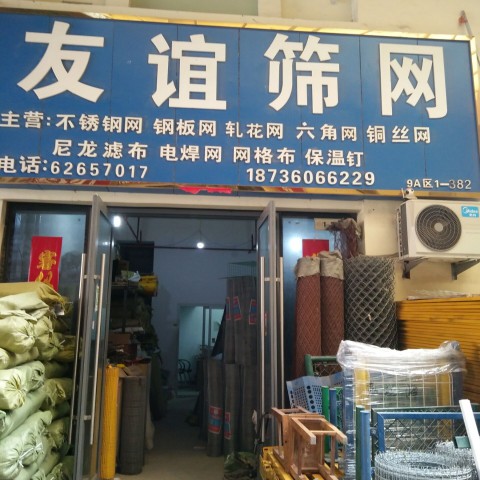 友谊筛网
主营:不锈钢网 钢板网 轧花网 六角网 铜丝网
尼龙滤布 电焊网 网格布 保温钉
电话:62657017 18736066229
9A区1—382
Midea